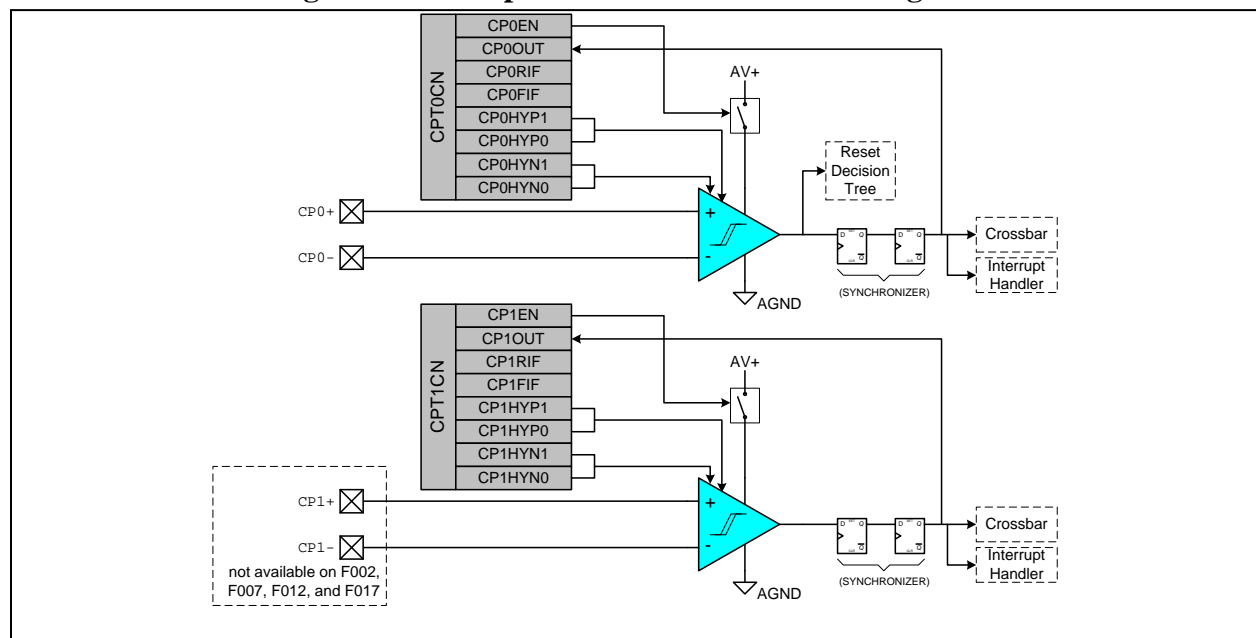 CPT0CN
CP0EN
CP0OUT
CP0RIF
CP0FIF
CP0HYP1
CP0HYP0
CP0HYN1
CP0HYN0
AV+
Reset
Decision
Tree
CP0+
CP0-
+
-
AGND
D
Q
Q
D
Q
Q
(SYNCHRONIZER)
Crossbar
Interrupt
Handler
CPT1CN
CP1EN
CP1OUT
CP1RIF
CP1FIF
CP1HYP1
CP1HYP0
CP1HYN1
CP1HYN0
AV+
CP1+
CP1-
not available on F002,
F007, F012, and F017
+
-
AGND
D
Q
Q
D
Q
Q
(SYNCHRONIZER)
Crossbar
Interrupt
Handler